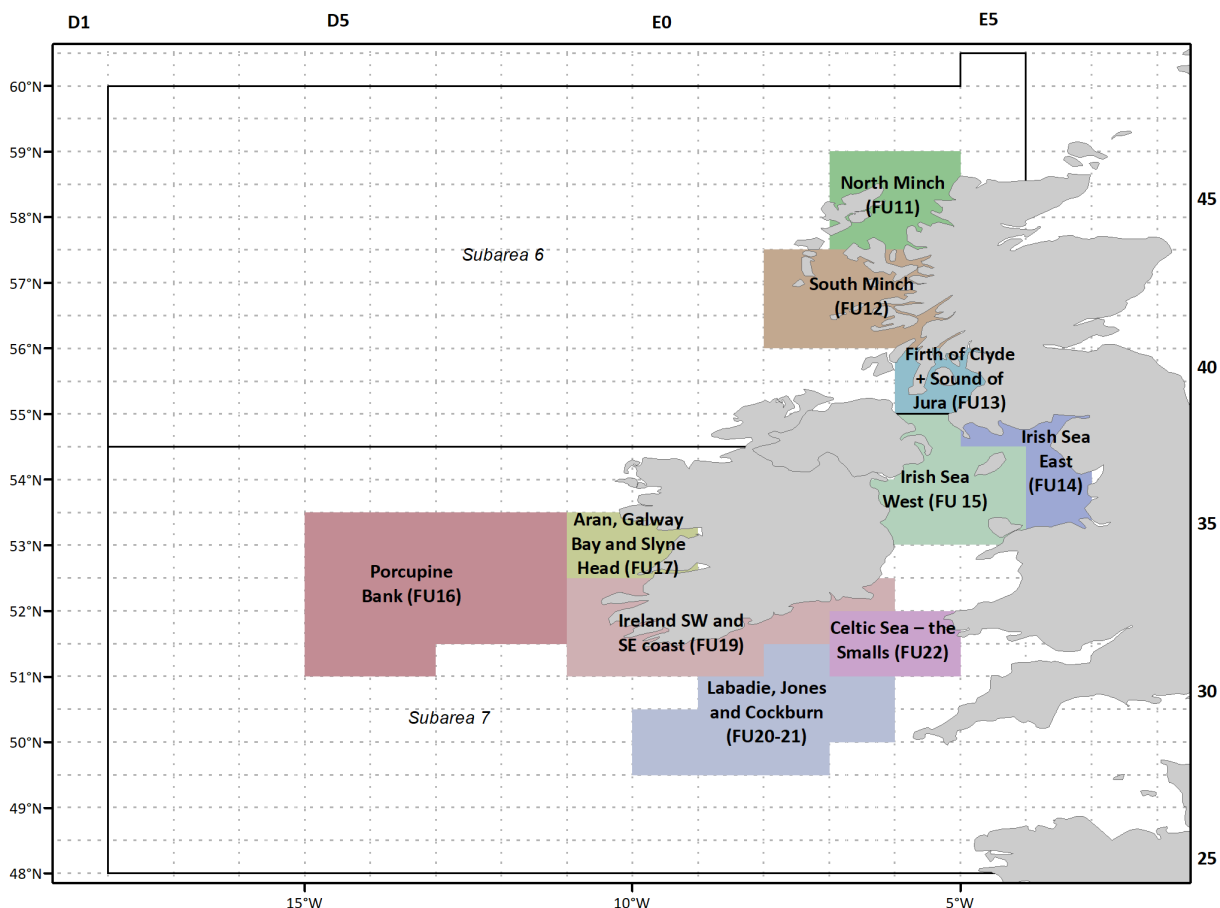 D1 D5 E0 E5
60°N
59°N
North Minch
(FU11)
45
58°N
Subarea 6
57°N
South Minch
(FU12)
56°N
Firth of Clyde
+ Sound of
Jura (FU13)
40
55°N
Irish Sea
East
(FU14)
54°N
Irish Sea
West (FU 15)
35
53°N
Aran, Galway
Bay and Slyne
Head (FU17)
Porcupine
Bank (FU16)
52°N
Ireland SW and
SE coast (FU19)
Celtic Sea – the
Smalls (FU22)
51°N
30
Labadie, Jones
and Cockburn
(FU20-21)
Subarea 7
50°N
49°N
25
48°N
15°W 10°W 5°W